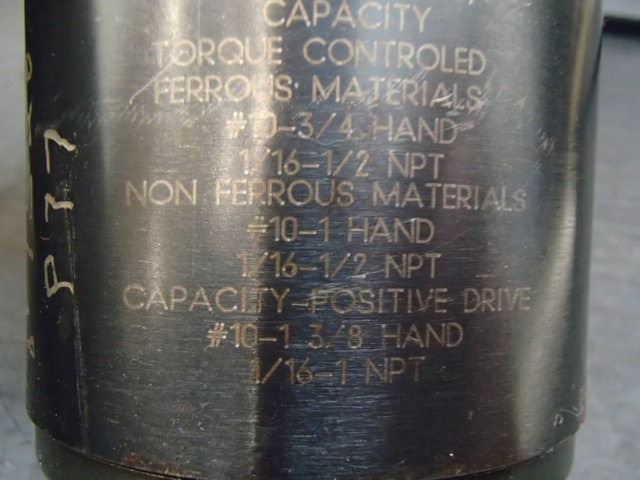 CAPACITY
TORQUE CONTROLED
FERROUS MATERIALS
#10-3/4 HAND
1/16-1/2 NPT
NON FERROUS MATERIALS
#10-1 HAND
1/16-1/2 NPT
CAPACITY-POSITIVE DRIVE
#10-1 3/8 HAND
1/16-1 NPT
P77